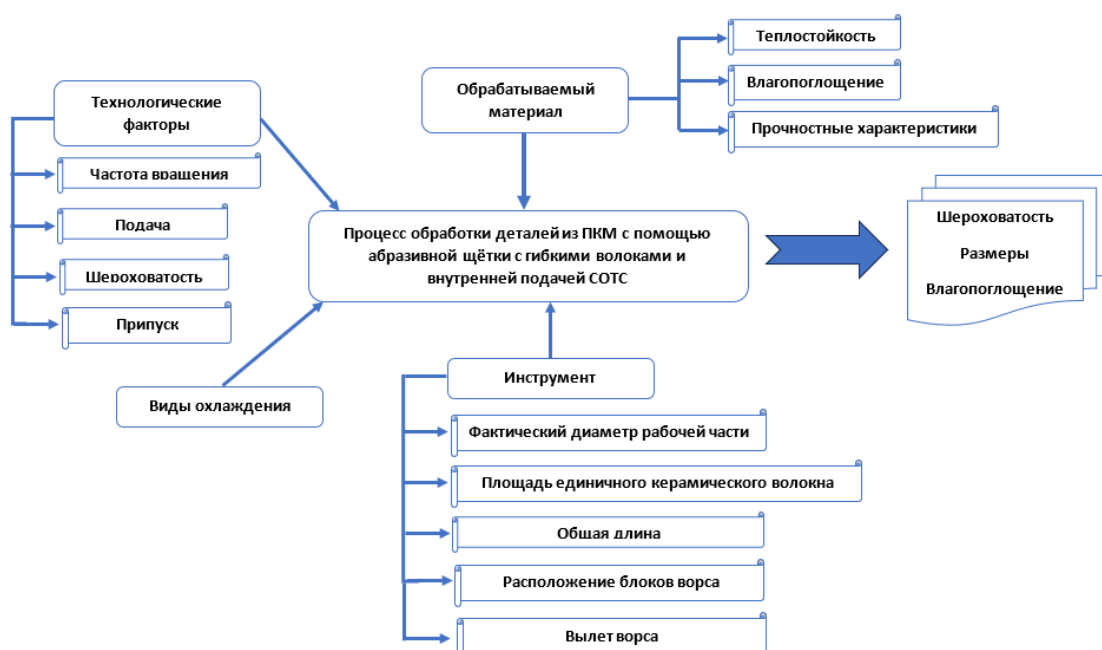 Теплостойкость
Обрабатываемый
материал
Влагопоглощение
Прочностные характеристики
Технологические
факторы
Частота вращения
Подача
Шероховатость
Припуск
Процесс обработки деталей из ПКМ с помощью
абразивной щётки с гибкими волоками и
внутренней подачей СОТС
Шероховатость
Размеры
Влагопоглощение
Виды охлаждения
Инструмент
Фактический диаметр рабочей части
Площадь единичного керамического волокна
Общая длина
Расположение блоков ворса
Вылет ворса